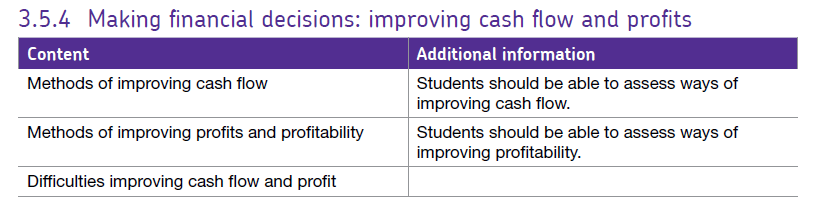 3.5.4 Making financial decisions: improving cash flow and profits
Content
Additional information
Methods of improving cash flow
Students should be able to assess ways of
improving cash flow.
Methods of improving profits and profitability
Students should be able to assess ways of
improving profitability.
Difficulties improving cash flow and profit